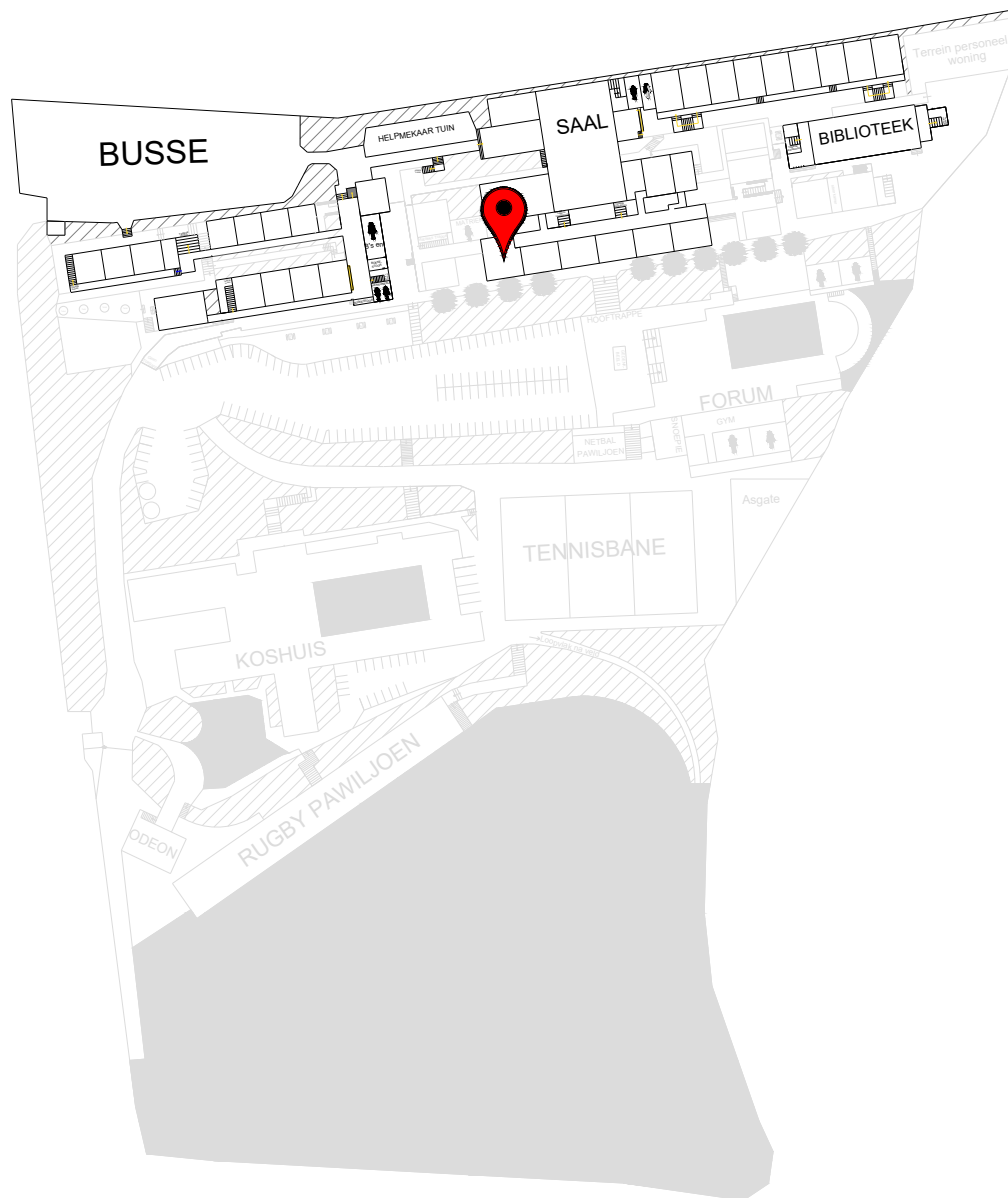 Terrein personeel
woning
HELPMEKAAR TUIN
SAAL
BUSSE
BIBLIOTEEK
HOOFTRAPPE
FORUM
GYM
SNOEPIE
NETBAL
PAWILJOEN
Asgate
TENNISBANE
KOSHUIS
RUGBY PAWILJOEN
ODEON